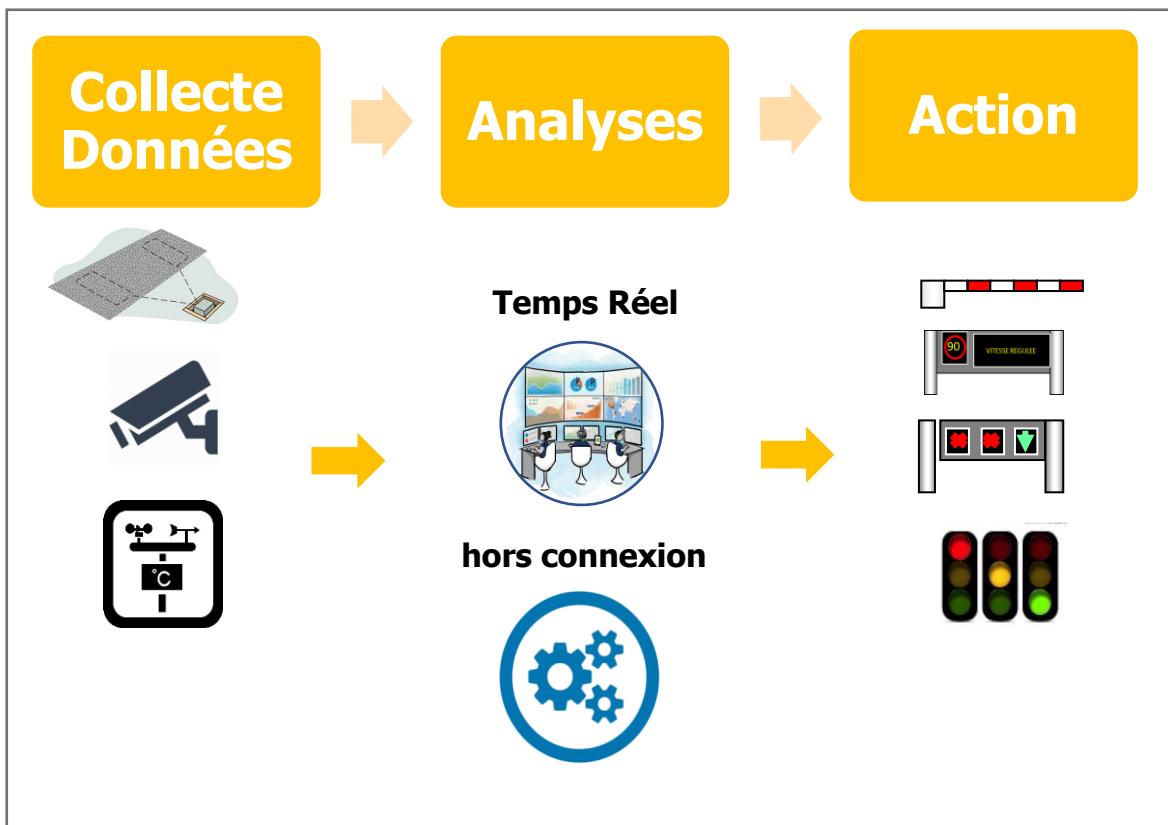 Collecte
Données
Analyses
Action
Temps Réel
hors connexion
°C
90
VITESSE REGULEE